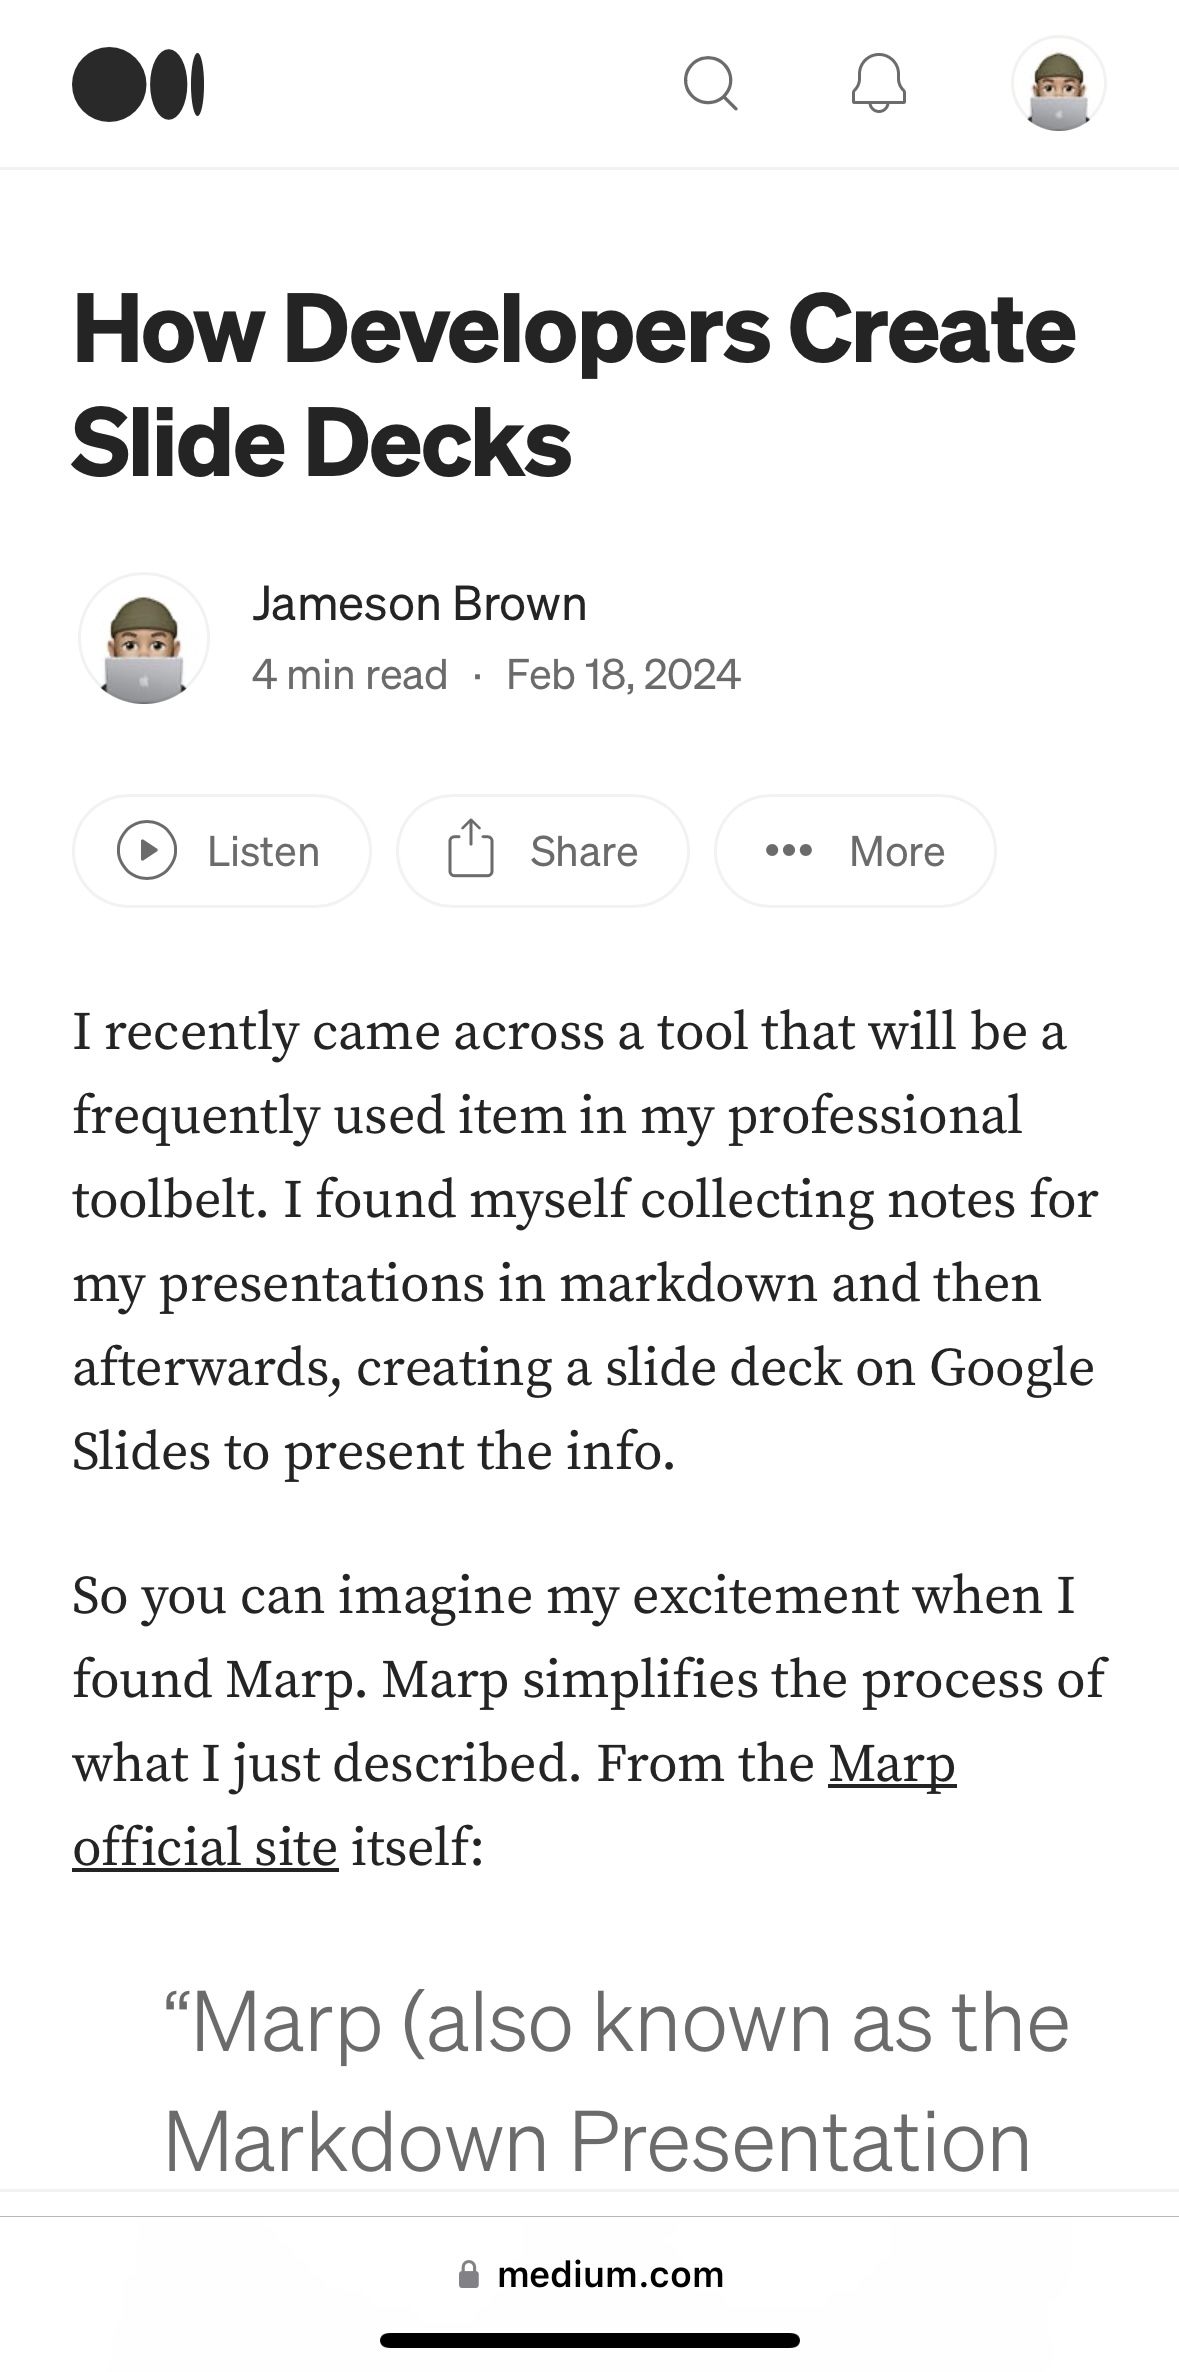 How Developers Create
Slide Decks
Jameson Brown
4 min read · Feb 18, 2024
Listen
Share
More
I recently came across a tool that will be a
frequently used item in my professional
toolbelt. I found myself collecting notes for
my presentations in markdown and then
afterwards, creating a slide deck on Google
Slides to present the info.
So you can imagine my excitement when I
found Marp. Marp simplifies the process of
what I just described. From the Marp
official site itself:
“Marp (also known as the
Markdown Presentation
medium.com